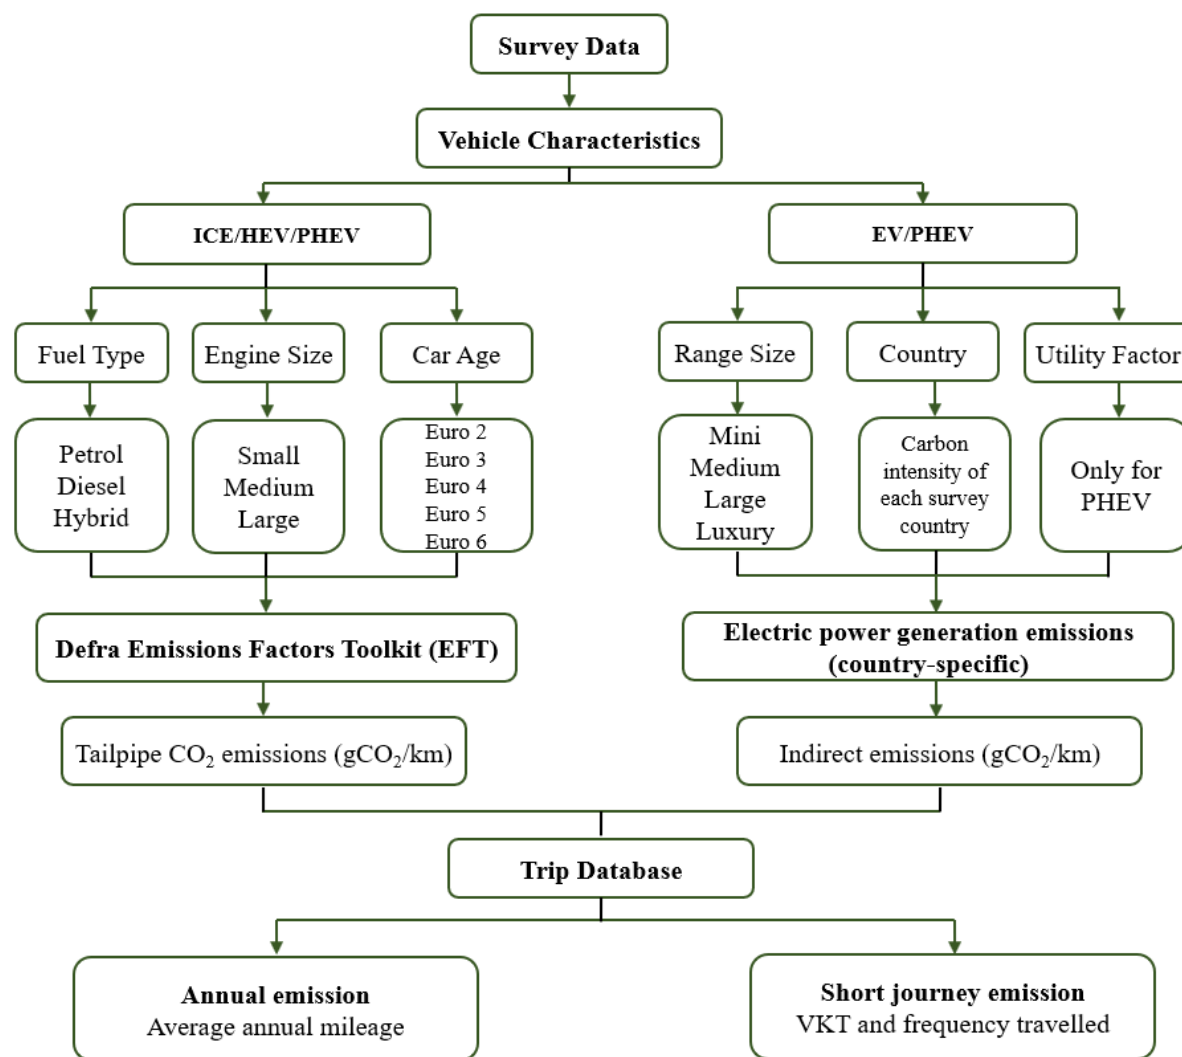 Survey Data
Vehicle Characteristics
ICE/HEV/PHEV
EV/PHEV
Fuel Type
Engine Size
Car Age
Range Size
Country
Utility Factor
Petrol
Diesel
Hybrid
Small
Medium
Large
Euro 2
Euro 3
Euro 4
Euro 5
Euro 6
Mini
Medium
Large
Luxury
Carbon
intensity of
each survey
country
Only for
PHEV
Defra Emissions Factors Toolkit (EFT)
Electric power generation emissions
(country-specific)
Tailpipe CO₂ emissions (gCO₂/km)
Indirect emissions (gCO₂/km)
Trip Database
Annual emission
Average annual mileage
Short journey emission
VKT and frequency travelled